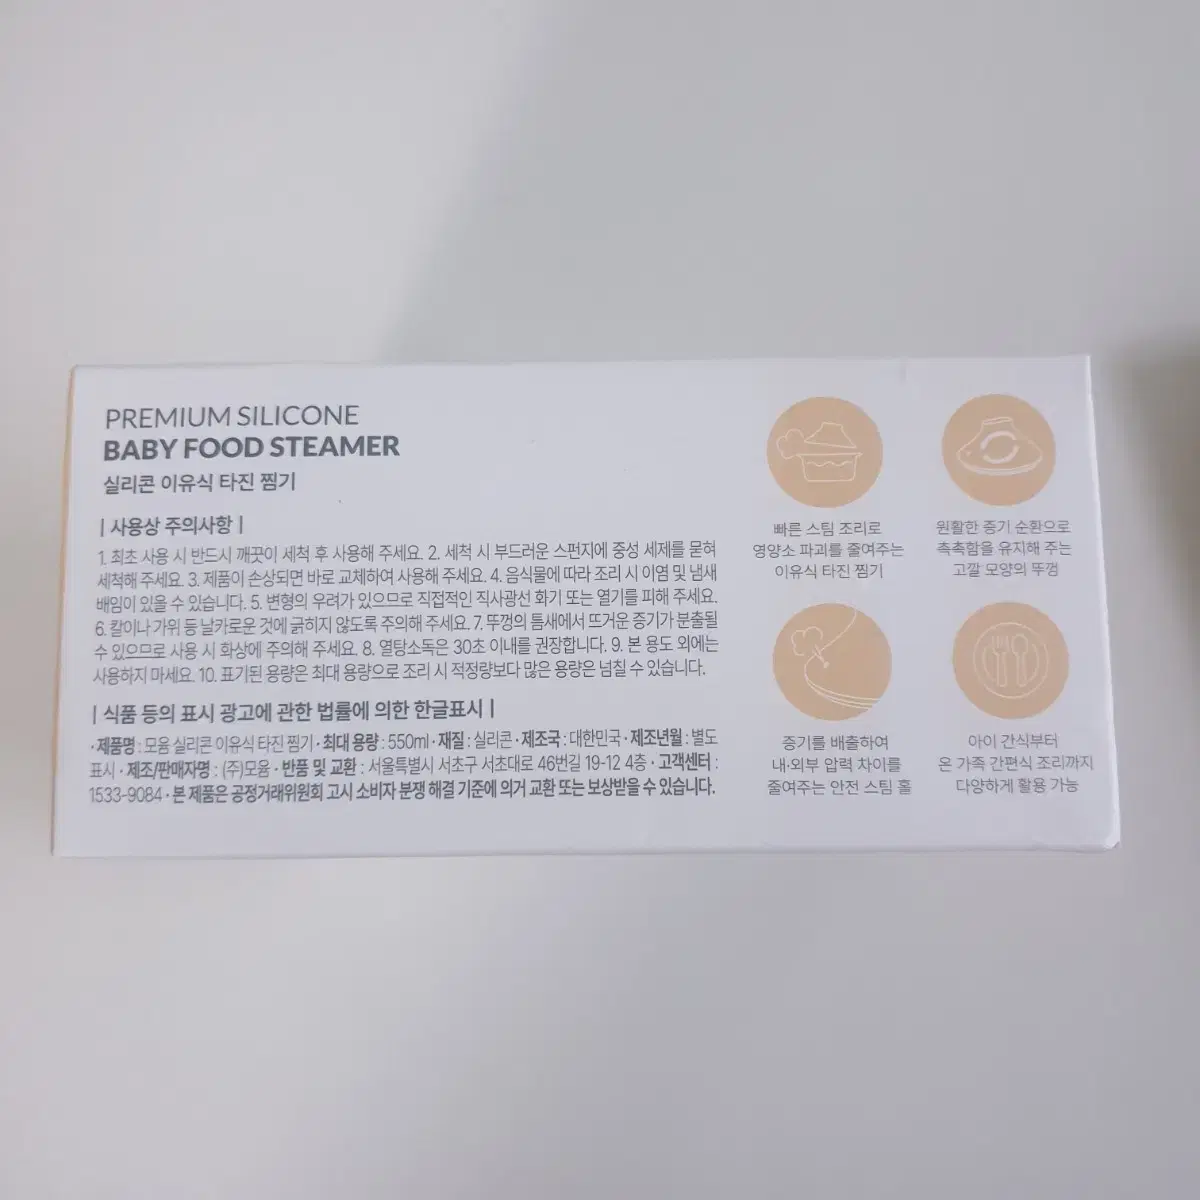 PREMIUM SILICONE
BABY FOOD STEAMER
실리콘 이유식 타진 찜기
| 사용상 주의사항 |
1. 최초 사용 시 반드시 깨끗이 세척 후 사용해 주세요. 2. 세척 시 부드러운 스펀지에 중성 세제를 묻혀
세척해 주세요. 3. 제품이 손상되면 바로 교체하여 사용해 주세요. 4. 음식물에 따라 조리 시 이염 및 냄새
배임이 있을 수 있습니다. 5. 변형의 우려가 있으므로 직접적인 직사광선 화기 또는 열기를 피해 주세요.
6. 칼이나 가위 등 날카로운 것에 긁히지 않도록 주의해 주세요. 7. 뚜껑의 틈새에서 뜨거운 증기가 분출될
수 있으므로 사용 시 화상에 주의해 주세요. 8. 열탕소독은 30초 이내를 권장합니다. 9. 본 용도 외에는
사용하지 마세요. 10. 표기된 용량은 최대 용량으로 조리 시 적정량보다 많은 용량은 넘칠 수 있습니다.
| 식품 등의 표시 광고에 관한 법률에 의한 한글표시 |
·제품명 : 모윰 실리콘 이유식 타진 찜기 · 최대 용량 : 550ml · 재질 : 실리콘 · 제조국 : 대한민국 · 제조년월 : 별도
표시 · 제조/판매자명 : (주)모윰 · 반품 및 교환 : 서울특별시 서초구 서초대로 46번길 19-12 4층 · 고객센터 :
1533-9084 · 본 제품은 공정거래위원회 고시 소비자 분쟁 해결 기준에 의거 교환 또는 보상받을 수 있습니다.
빠른 스팀 조리로
영양소 파괴를 줄여주는
이유식 타진 찜기
원활한 증기 순환으로
촉촉함을 유지해 주는
고깔 모양의 뚜껑
증기를 배출하여
내·외부 압력 차이를
줄여주는 안전 스팀 홀
아이 간식부터
온 가족 간편식 조리까지
다양하게 활용 가능